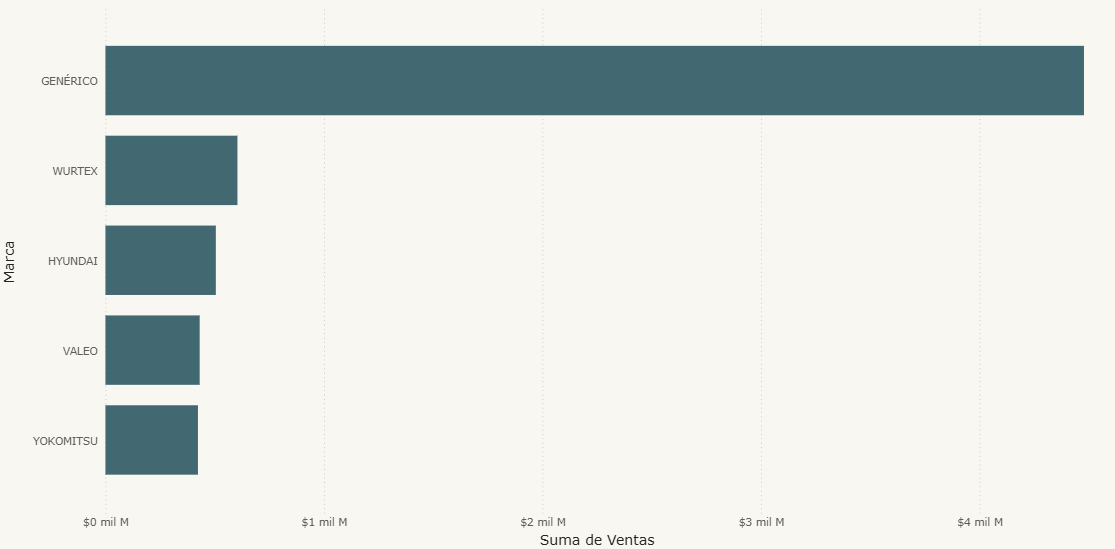 GENÉRICO
WURTEX
HYUNDAI
VALEO
YOKOMITSU
Marca
$0 mil M
$1 mil M
$2 mil M
$3 mil M
$4 mil M
Suma de Ventas